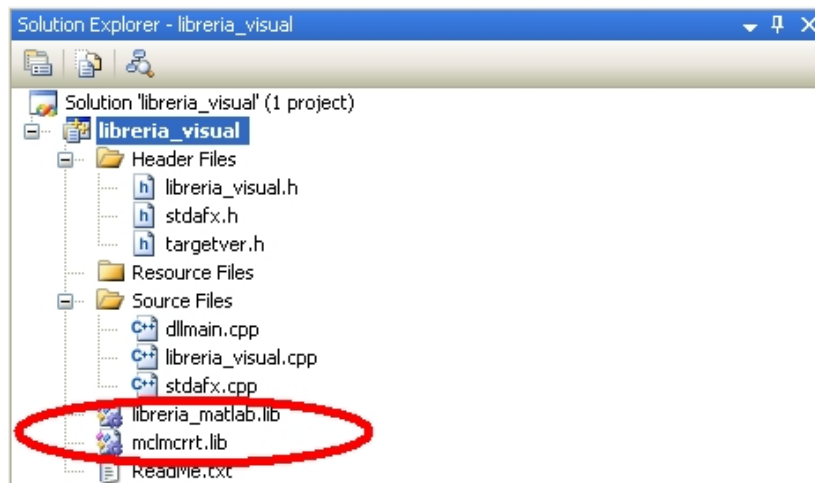 Solution Explorer - libreria_visual
Solution 'libreria_visual' (1 project)
libreria_visual
Header Files
libreria_visual.h
stdafx.h
targetver.h
Resource Files
Source Files
dllmain.cpp
libreria_visual.cpp
stdafx.cpp
libreria_matlab.lib
mclmcrrt.lib
ReadMe.txt